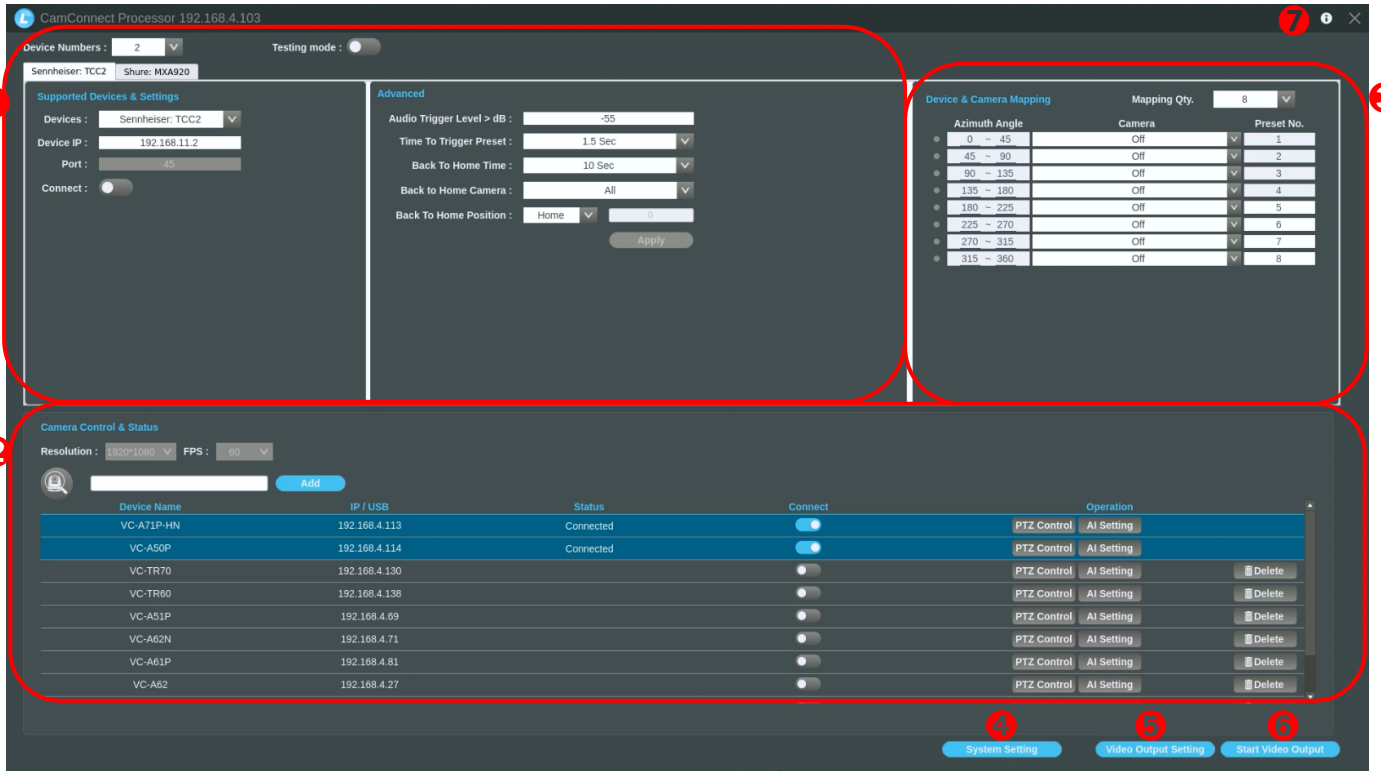 CamConnect Processor 192.168.4.103
7
Device Numbers : 2
Testing mode :
Sennheiser: TCC2 Shure: MXA920
Supported Devices & Settings
Devices : Sennheiser: TCC2
Device IP : 192.168.11.2
Port : 45
Connect :
Advanced
Audio Trigger Level > dB : -55
Time To Trigger Preset : 1.5 Sec
Back To Home Time : 10 Sec
Back to Home Camera : All
Back To Home Position : Home 0
Apply
Device & Camera Mapping Mapping Qty. 8
Azimuth Angle Camera Preset No.
0 ~ 45 Off 1
45 ~ 90 Off 2
90 ~ 135 Off 3
135 ~ 180 Off 4
180 ~ 225 Off 5
225 ~ 270 Off 6
270 ~ 315 Off 7
315 ~ 360 Off 8
Camera Control & Status
Resolution : 1920*1080 FPS : 60
Add
Device Name IP / USB Status Connect Operation
VC-A71P-HN 192.168.4.113 Connected PTZ Control AI Setting
VC-A50P 192.168.4.114 Connected PTZ Control AI Setting
VC-TR70 192.168.4.130 PTZ Control AI Setting Delete
VC-TR60 192.168.4.138 PTZ Control AI Setting Delete
VC-A51P 192.168.4.69 PTZ Control AI Setting Delete
VC-A62N 192.168.4.71 PTZ Control AI Setting Delete
VC-A61P 192.168.4.81 PTZ Control AI Setting Delete
VC-A62 192.168.4.27 PTZ Control AI Setting Delete
4 5 6
System Setting Video Output Setting Start Video Output